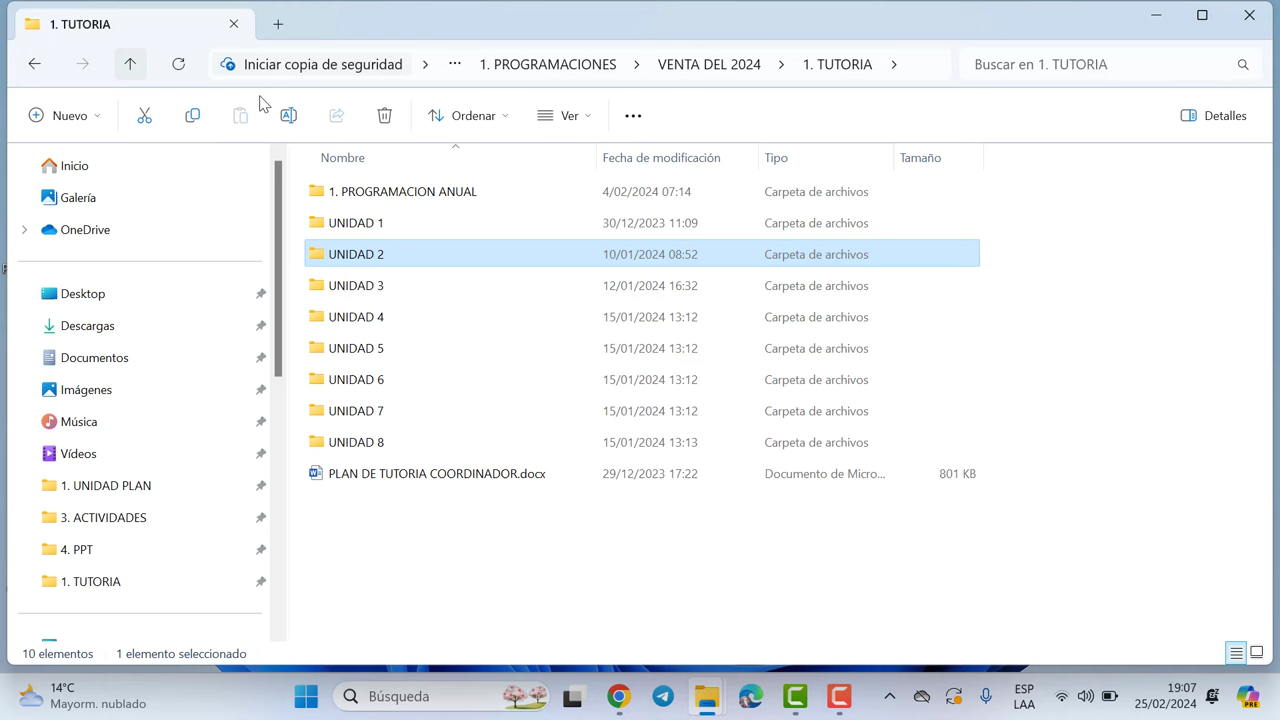 1. TUTORIA
Iniciar copia de seguridad
1. PROGRAMACIONES
VENTA DEL 2024
1. TUTORIA
Buscar en 1. TUTORIA
Nuevo
Ordenar
Ver
Detalles
Nombre
Fecha de modificación
Tipo
Tamaño
Inicio
Galería
OneDrive
Desktop
Descargas
Documentos
Imágenes
Música
Vídeos
1. UNIDAD PLAN
3. ACTIVIDADES
4. PPT
1. TUTORIA
1. PROGRAMACION ANUAL 4/02/2024 07:14 Carpeta de archivos
UNIDAD 1 30/12/2023 11:09 Carpeta de archivos
UNIDAD 2 10/01/2024 08:52 Carpeta de archivos
UNIDAD 3 12/01/2024 16:32 Carpeta de archivos
UNIDAD 4 15/01/2024 13:12 Carpeta de archivos
UNIDAD 5 15/01/2024 13:12 Carpeta de archivos
UNIDAD 6 15/01/2024 13:12 Carpeta de archivos
UNIDAD 7 15/01/2024 13:12 Carpeta de archivos
UNIDAD 8 15/01/2024 13:13 Carpeta de archivos
PLAN DE TUTORIA COORDINADOR.docx 29/12/2023 17:22 Documento de Micro... 801 KB
10 elementos 1 elemento seleccionado
14°C
Mayorm. nublado
Búsqueda
ESP
LAA
19:07
25/02/2024
PRE